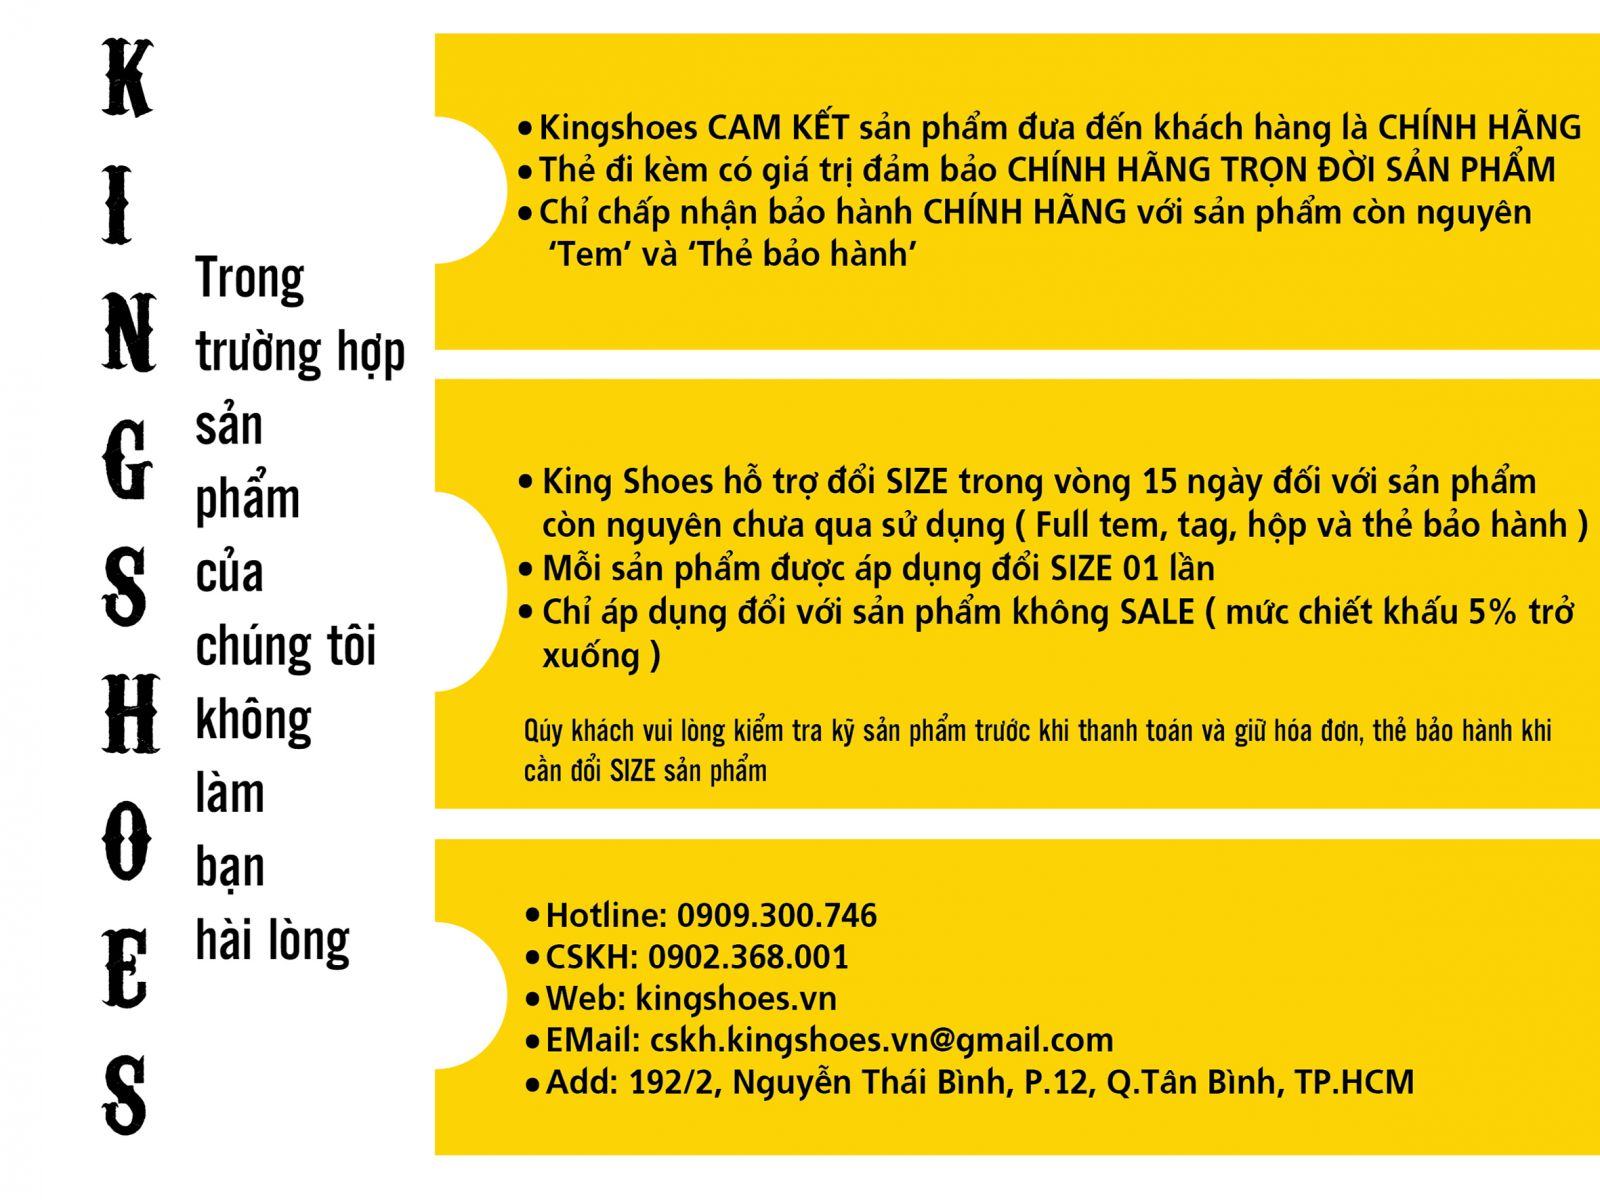 KINGSHOES
Trong
trường hợp
sản
phẩm
của
chúng tôi
không
làm
bạn
hài lòng
• Kingshoes CAM KẾT sản phẩm đưa đến khách hàng là CHÍNH HÃNG
• Thẻ đi kèm có giá trị đảm bảo CHÍNH HÃNG TRỌN ĐỜI SẢN PHẨM
• Chỉ chấp nhận bảo hành CHÍNH HÃNG với sản phẩm còn nguyên
‘Tem’ và ‘Thẻ bảo hành’
• King Shoes hỗ trợ đổi SIZE trong vòng 15 ngày đối với sản phẩm
còn nguyên chưa qua sử dụng ( Full tem, tag, hộp và thẻ bảo hành )
• Mỗi sản phẩm được áp dụng đổi SIZE 01 lần
• Chỉ áp dụng đổi với sản phẩm không SALE ( mức chiết khấu 5% trở
xuống )
Qúy khách vui lòng kiểm tra kỹ sản phẩm trước khi thanh toán và giữ hóa đơn, thẻ bảo hành khi
cần đổi SIZE sản phẩm
• Hotline: 0909.300.746
• CSKH: 0902.368.001
• Web: kingshoes.vn
• EMail: cskh.kingshoes.vn@gmail.com
• Add: 192/2, Nguyễn Thái Bình, P.12, Q.Tân Bình, TP.HCM